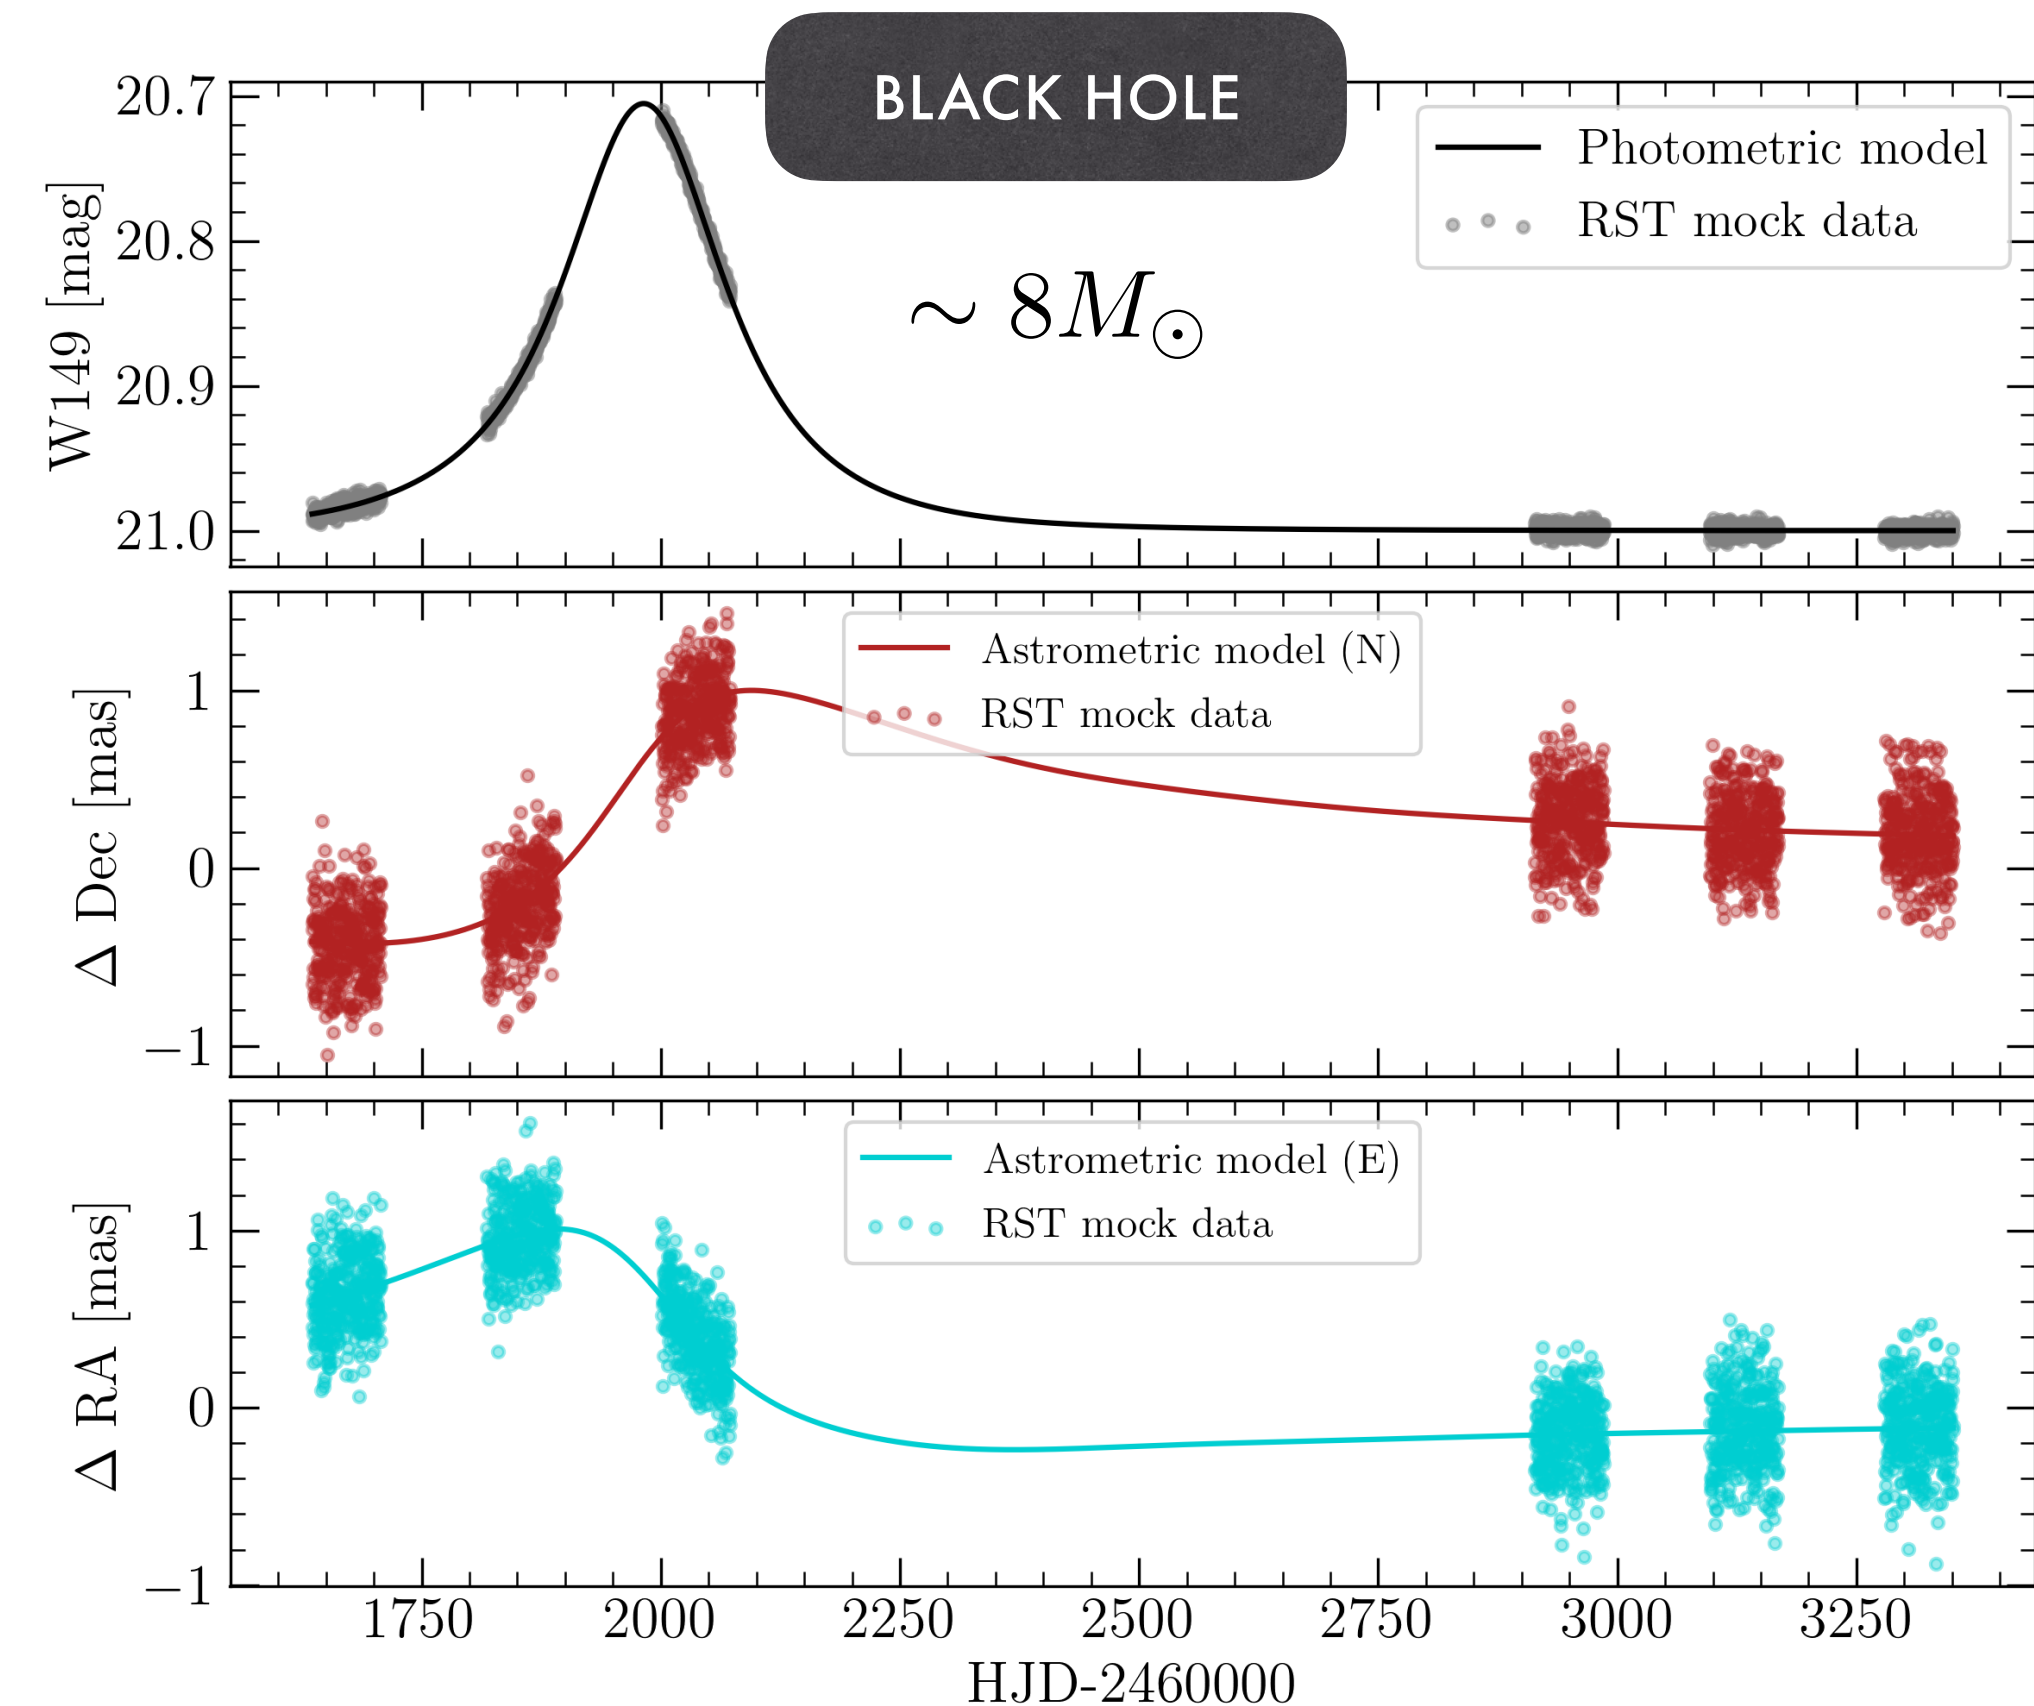 BLACK HOLE
20.7
20.8
20.9
21.0
W149 [mag]
Photometric model
RST mock data
∼ 8M☉
1
0
−1
Δ Dec [mas]
Astrometric model (N)
RST mock data
1
0
−1
Δ RA [mas]
Astrometric model (E)
RST mock data
1750 2000 2250 2500 2750 3000 3250
HJD-2460000